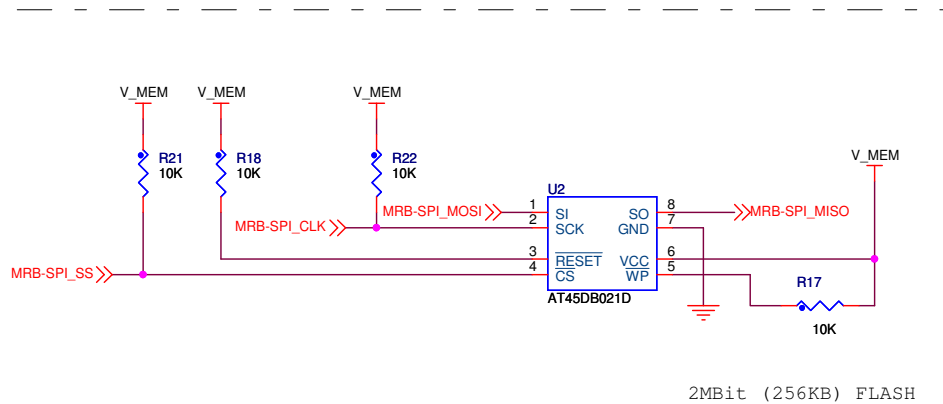 V_MEM
V_MEM
V_MEM
R21
10K
R18
10K
R22
10K
V_MEM
U2
MRB-SPI_MOSI
1
SI
SO
8
MRB-SPI_MISO
MRB-SPI_CLK
2
SCK
GND
7
3
RESET
VCC
6
MRB-SPI_SS
4
CS
WP
5
R17
10K
AT45DB021D
2MBit (256KB) FLASH